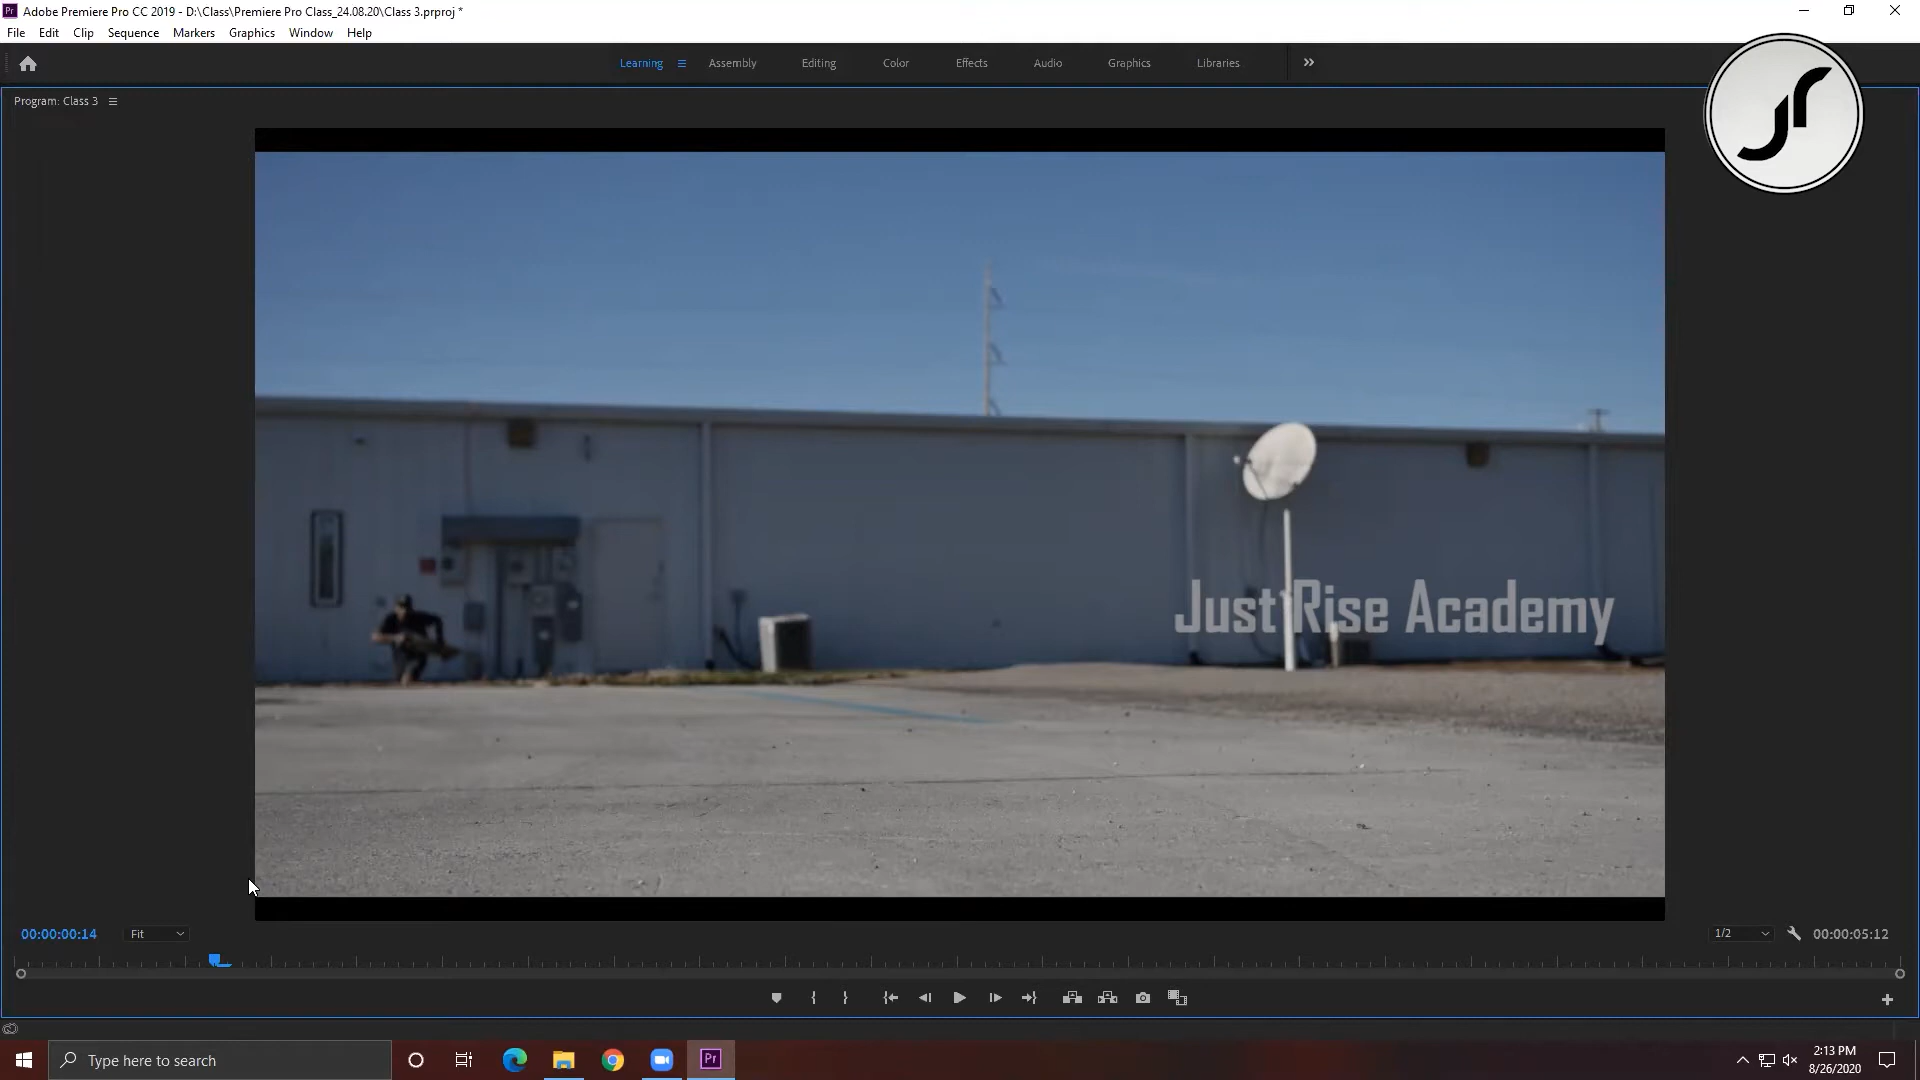 Adobe Premiere Pro CC 2019 - D:\Class\Premiere Pro Class_24.08.20\Class 3.prproj *
File Edit Clip Sequence Markers Graphics Window Help
Learning Assembly Editing Color Effects Audio Graphics Libraries
Program: Class 3
Just Rise Academy
00:00:00:14 Fit 1/2 00:00:05:12
Type here to search
Pr
2:13 PM
8/26/2020